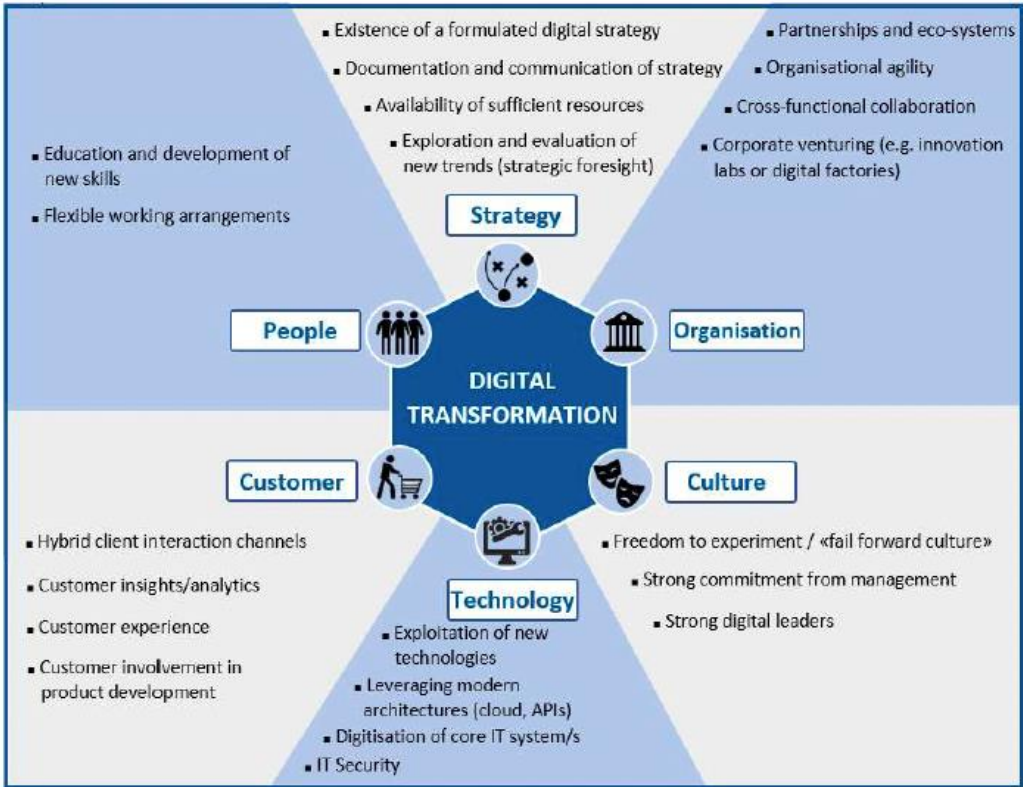 ▪ Existence of a formulated digital strategy
▪ Documentation and communication of strategy
▪ Availability of sufficient resources
▪ Exploration and evaluation of
new trends (strategic foresight)
Strategy
▪ Partnerships and eco-systems
▪ Organisational agility
▪ Cross-functional collaboration
▪ Corporate venturing (e.g. innovation
labs or digital factories)
Organisation
▪ Education and development of
new skills
▪ Flexible working arrangements
People
DIGITAL
TRANSFORMATION
Customer
▪ Hybrid client interaction channels
▪ Customer insights/analytics
▪ Customer experience
▪ Customer involvement in
product development
Technology
▪ Exploitation of new
technologies
▪ Leveraging modern
architectures (cloud, APIs)
▪ Digitisation of core IT system/s
▪ IT Security
Culture
▪ Freedom to experiment / «fail forward culture»
▪ Strong commitment from management
▪ Strong digital leaders